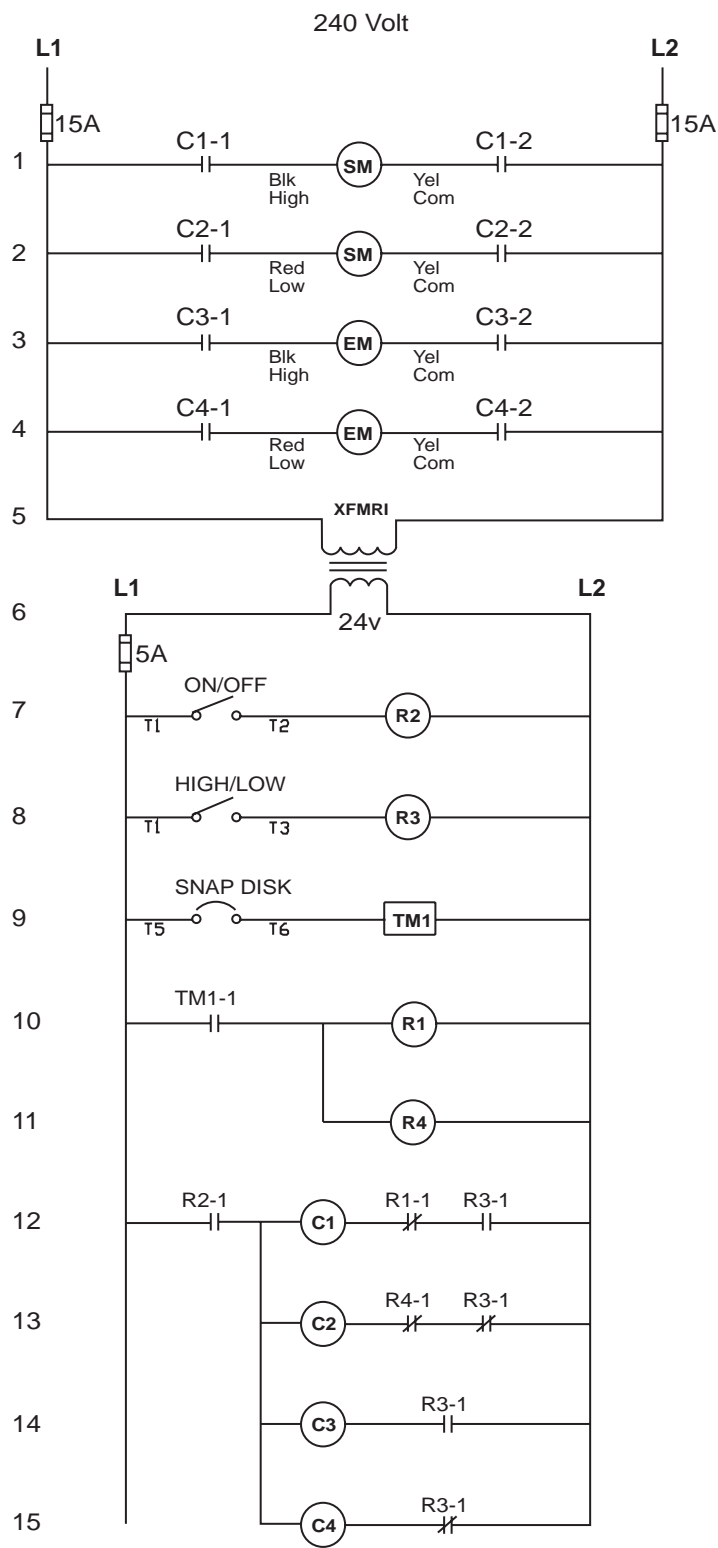 240 Volt
L1 L2
15A 15A
1 C1-1 SM C1-2
Blk Yel
High Com
2 C2-1 SM C2-2
Red Yel
Low Com
3 C3-1 EM C3-2
Blk Yel
High Com
4 C4-1 EM C4-2
Red Yel
Low Com
5 XFMRI
L1 L2
6 24v
5A
ON/OFF
7 T1 T2 R2
HIGH/LOW
8 T1 T3 R3
SNAP DISK
9 T5 T6 TM1
TM1-1
10 R1
11 R4
R2-1 R1-1 R3-1
12 C1
R4-1 R3-1
13 C2
R3-1
14 C3
R3-1
15 C4